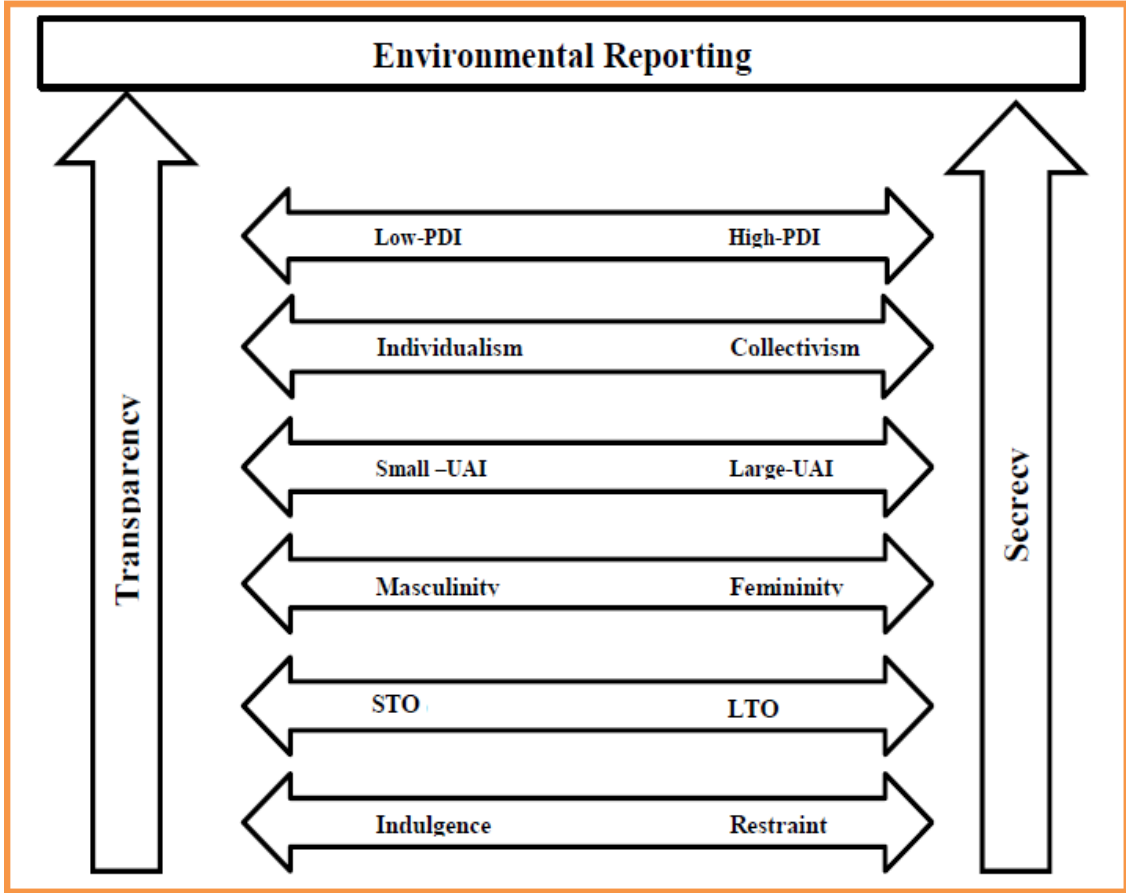 Environmental Reporting
Transparency
Low-PDI High-PDI
Individualism Collectivism
Small –UAI Large-UAI
Masculinity Femininity
STO LTO
Indulgence Restraint
Secrecy